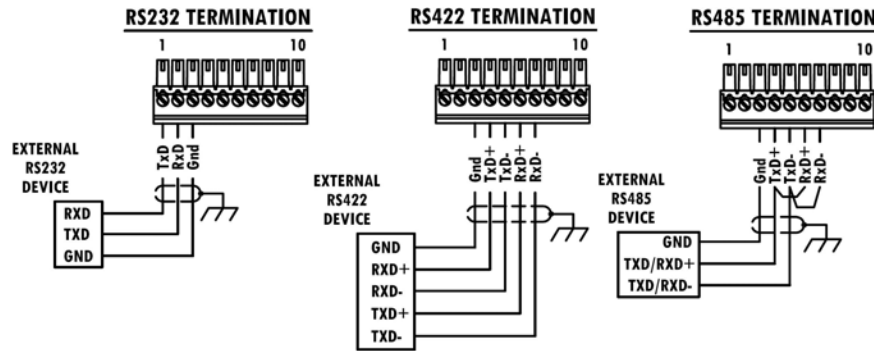 RS232 TERMINATION
1 10
TxD
RxD
Gnd
EXTERNAL
RS232
DEVICE
RXD
TXD
GND
RS422 TERMINATION
1 10
Gnd
TxD+
TxD-
RxD+
RxD-
EXTERNAL
RS422
DEVICE
GND
RXD+
RXD-
TXD+
TXD-
RS485 TERMINATION
1 10
Gnd
TxD+
TxD-
RxD+
RxD-
EXTERNAL
RS485
DEVICE
GND
TXD/RXD+
TXD/RXD-